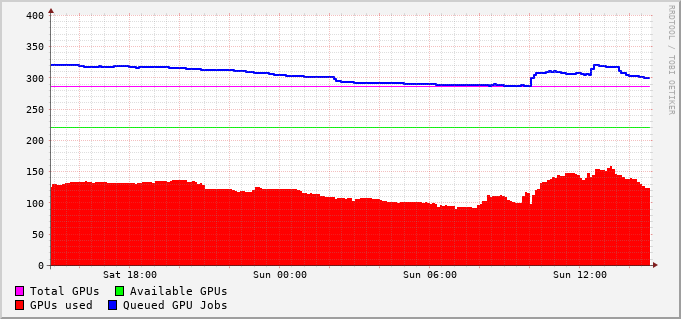 400
350
300
250
200
150
100
50
0
Sat 18:00 Sun 00:00 Sun 06:00 Sun 12:00
Total GPUs Available GPUs
GPUs used Queued GPU Jobs
RRDTOOL / TOBI OETIKER